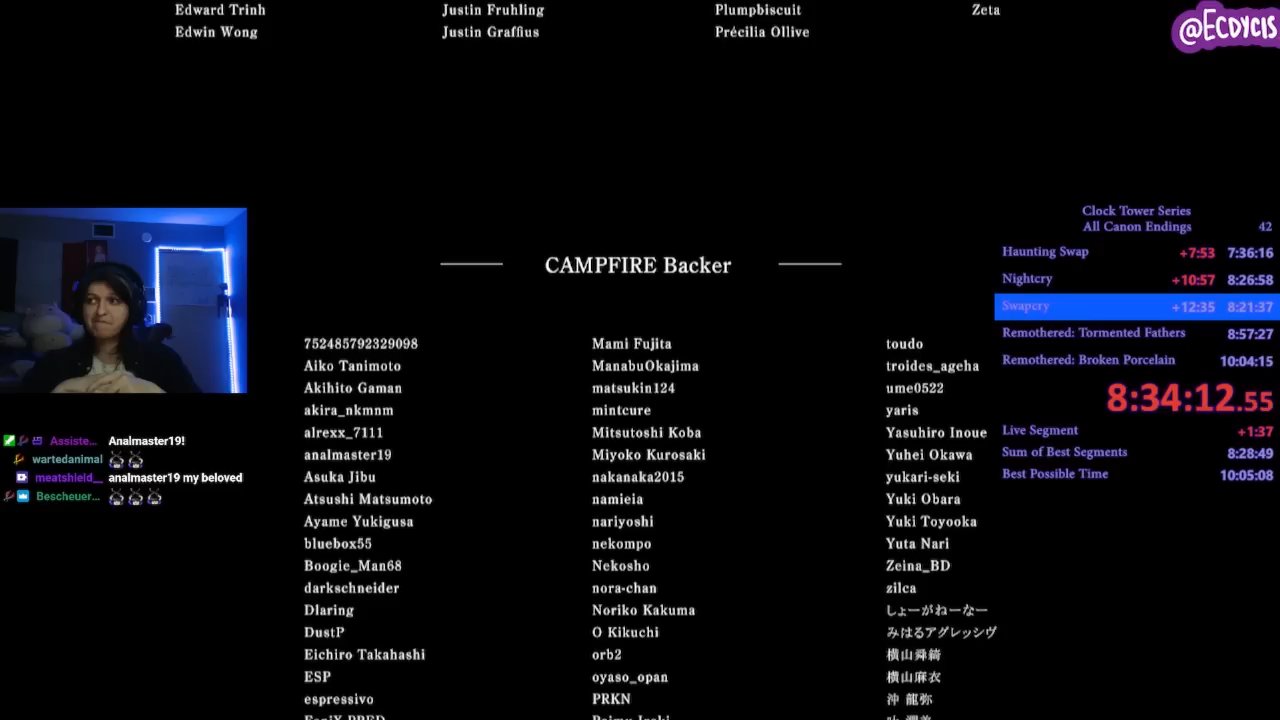 Edward Trinh Justin Fruhling Plumpbiscuit Zeta
Edwin Wong Justin Graffius Précilia Ollive
@ECDYCIS
CAMPFIRE Backer
752485792329098 Mami Fujita toudo
Aiko Tanimoto ManabuOkajima troides_ageha
Akihito Gaman matsukin124 ume0522
akira_nkmnm mintcure yaris
alrexx_7111 Mitsutoshi Koba Yasuhiro Inoue
analmaster19 Miyoko Kurosaki Yuhei Okawa
Asuka Jibu nakanaka2015 yukari-seki
Atsushi Matsumoto namieia Yuki Obara
Ayame Yukigusa nariyoshi Yuki Toyooka
bluebox55 nekompo Yuta Nari
Boogie_Man68 Nekosho Zeina_BD
darkschneider nora-chan zilca
Dlaring Noriko Kakuma しょーがねーなー
DustP O Kikuchi みはるアグレッシヴ
Eichiro Takahashi orb2 横山舜綺
ESP oyaso_opan 横山麻衣
espressivo PRKN 沖 龍弥
Clock Tower Series
All Canon Endings 42
Haunting Swap +7:53 7:36:16
Nightcry +10:57 8:26:58
Swapcry +12:35 8:21:37
Remothered: Tormented Fathers 8:57:27
Remothered: Broken Porcelain 10:04:15
8:34:12.55
Live Segment +1:37
Sum of Best Segments 8:28:49
Best Possible Time 10:05:08
Assiste... Analmaster19!
wartedanimal
meatshield__ analmaster19 my beloved
Bescheuer...